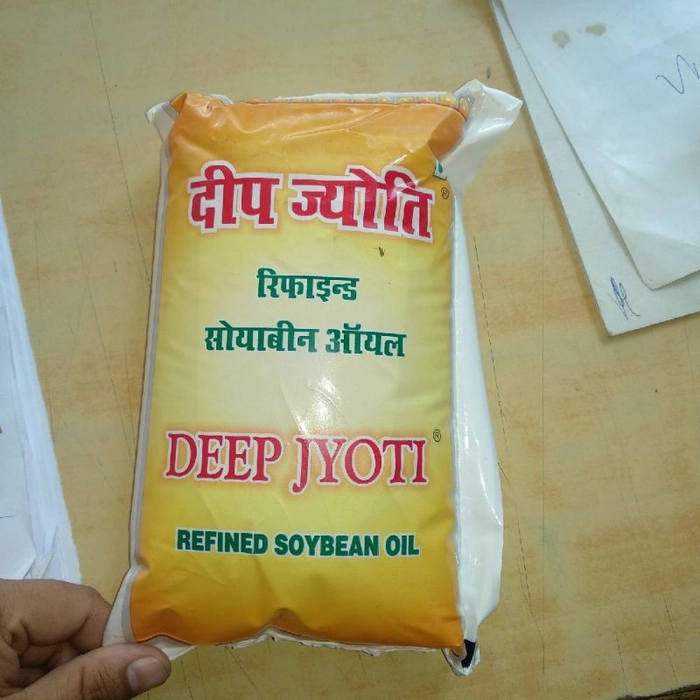 दीप ज्योति ®
रिफाइन्ड
सोयाबीन ऑयल
DEEP JYOTI ®
REFINED SOYBEAN OIL